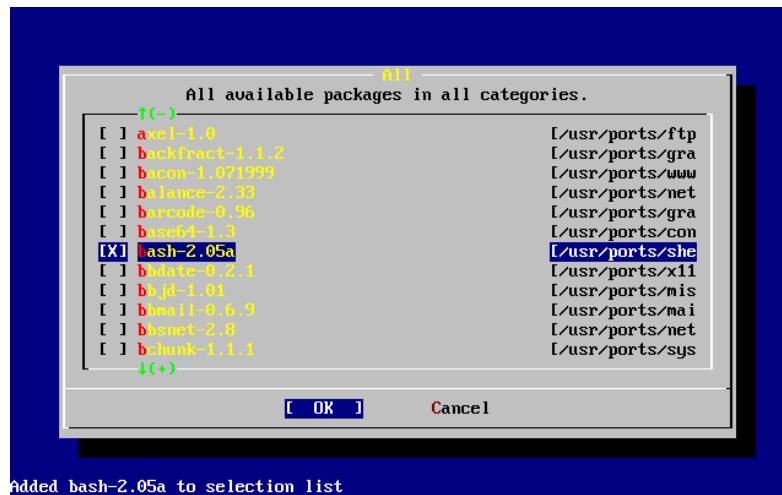 All
All available packages in all categories.
↑(-)
[ ] axel-1.0 [/usr/ports/ftp
[ ] backfract-1.1.2 [/usr/ports/gra
[ ] bacon-1.071999 [/usr/ports/www
[ ] balance-2.33 [/usr/ports/net
[ ] barcode-0.96 [/usr/ports/gra
[ ] base64-1.3 [/usr/ports/con
[X] bash-2.05a [/usr/ports/she
[ ] bbdate-0.2.1 [/usr/ports/x11
[ ] bbjd-1.01 [/usr/ports/mis
[ ] bbmail-0.6.9 [/usr/ports/mai
[ ] bbsnet-2.8 [/usr/ports/net
[ ] bchunk-1.1.1 [/usr/ports/sys
↓(+)
[ OK ] Cancel
Added bash-2.05a to selection list